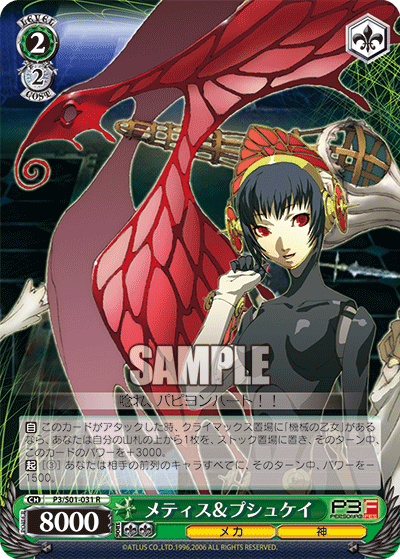 LEVEL
2
2
COST
SAMPLE
唸れ、パピヨンハート！！
自 このカードがアタックした時、クライマックス置場に「機械の乙女」があ
るなら、あなたは自分の山札の上から1枚を、ストック置場に置き、そのターン中、
このカードのパワーを+3000。
起［③］あなたは相手の前列のキャラすべてに、そのターン中、パワーを
-1500。
CH P3/S01-031 R
8000
メティス&プシュケイ
P3F
PERSONA3 FES
メカ 神
©ATLUS CO.,LTD.1996,2006 ALL RIGHTS RESERVED.